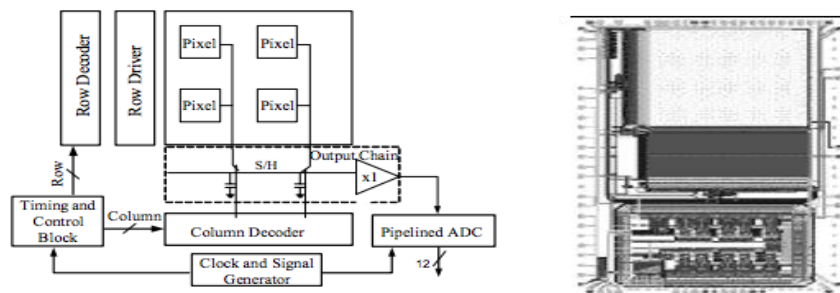 Row Decoder
Row Driver
Pixel
Pixel
Pixel
Pixel
Output Chain
S/H
x1
Row
Timing and
Control
Block
Column
Column Decoder
Pipelined ADC
Clock and Signal
Generator
12